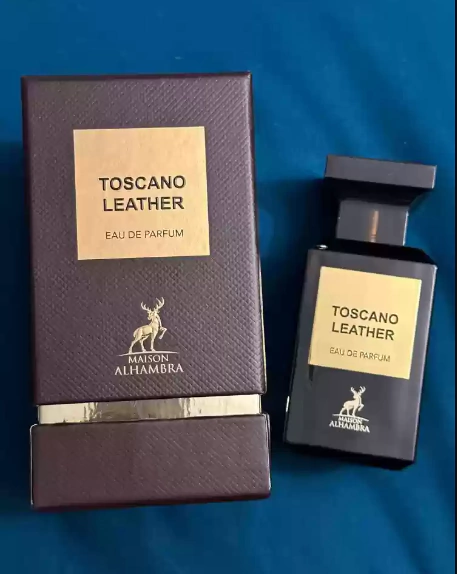 TOSCANO
LEATHER
EAU DE PARFUM
MAISON
ALHAMBRA
TOSCANO
LEATHER
EAU DE PARFUM
MAISON
ALHAMBRA